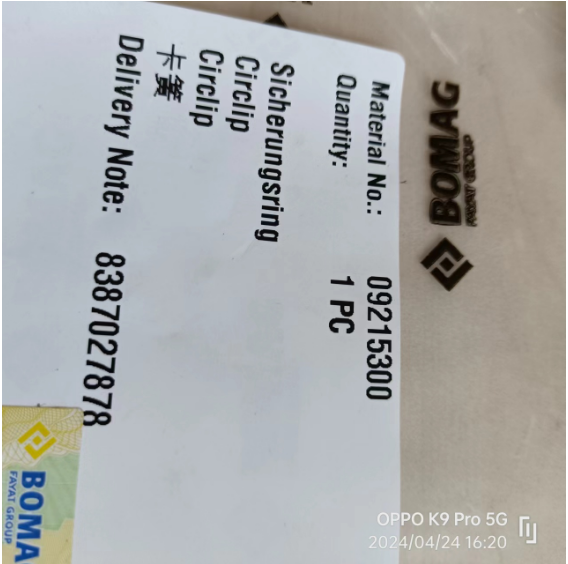 BOMAG
FAYAT GROUP
Material No.: 09215300
Quantity: 1 PC
Sicherungsring
Circlip
Circlip
卡簧
Delivery Note: 8387027878
BOMA
FAYAT GROUP
OPPO K9 Pro 5G
2024/04/24 16:20